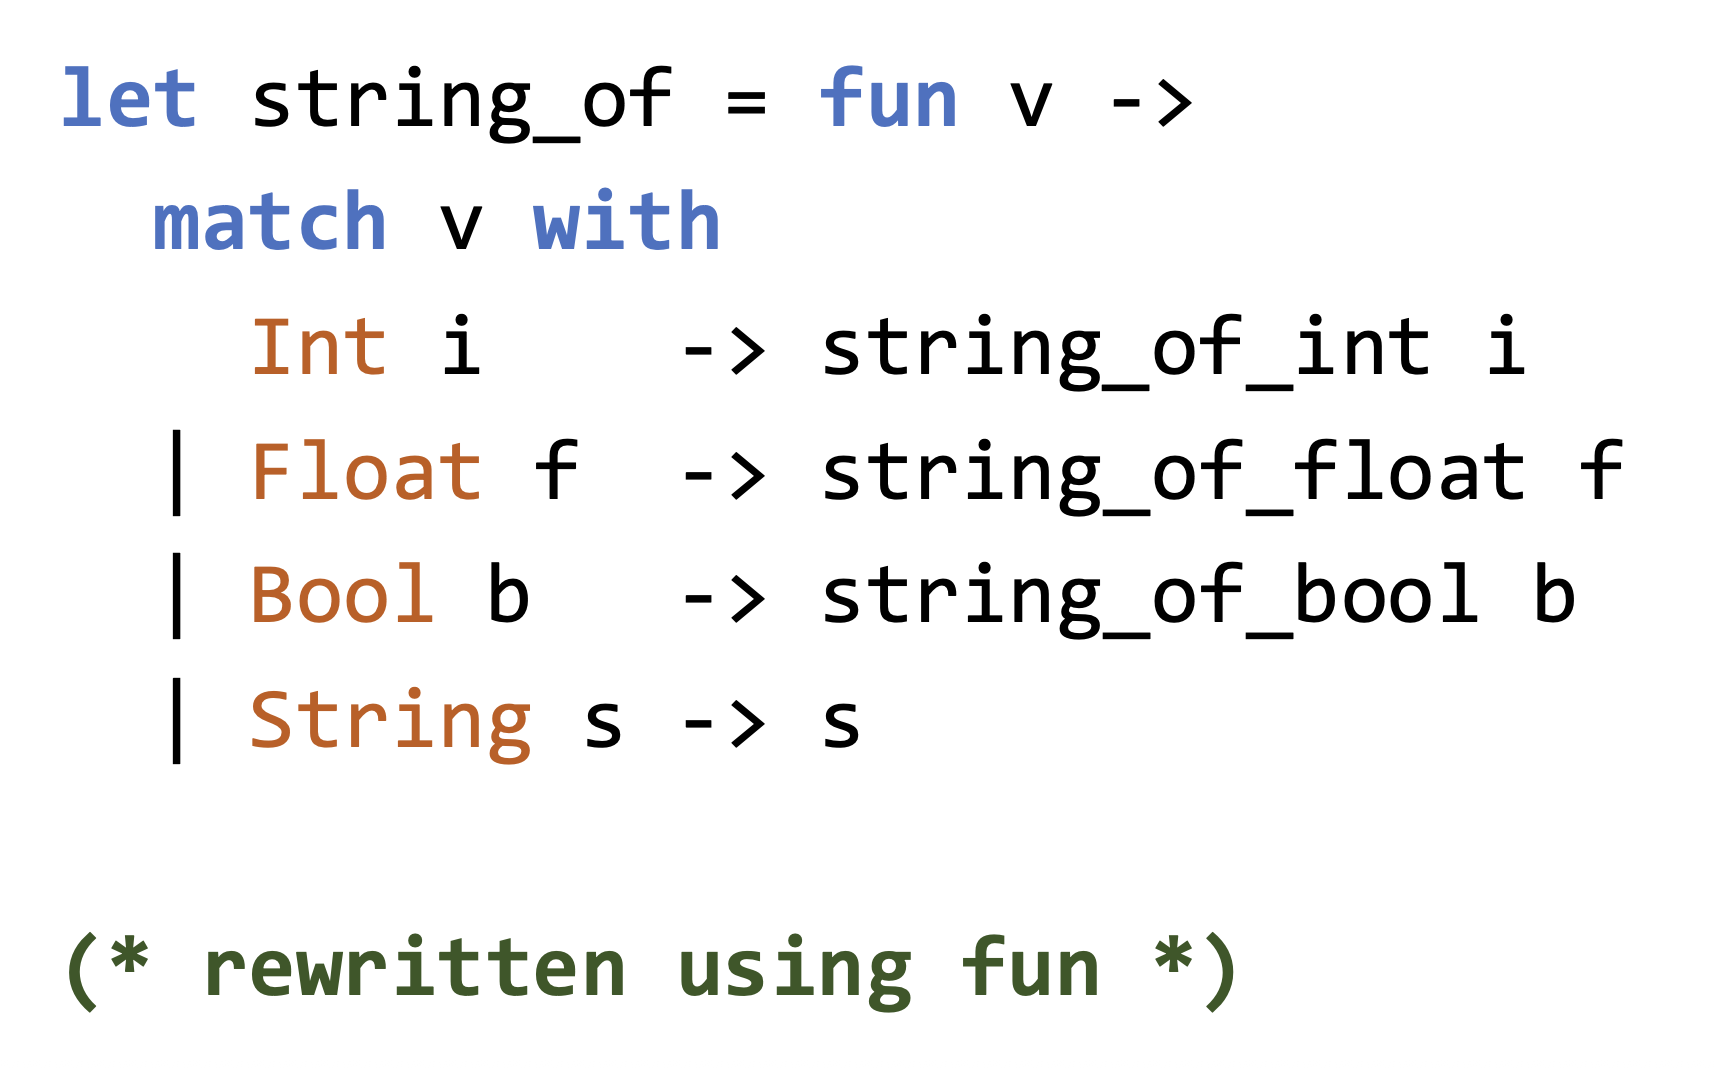 let string_of = fun v ->
  match v with
    Int i    -> string_of_int i
  | Float f  -> string_of_float f
  | Bool b   -> string_of_bool b
  | String s -> s
(* rewritten using fun *)